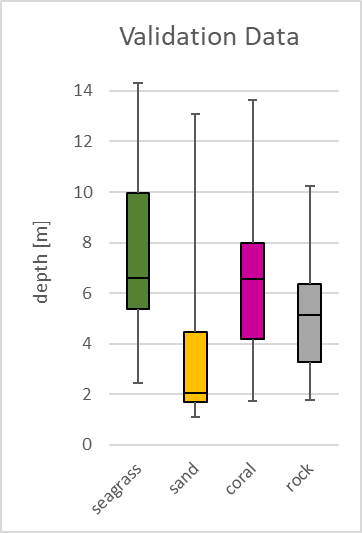 Validation Data
depth [m]
14
12
10
8
6
4
2
0
seagrass
sand
coral
rock